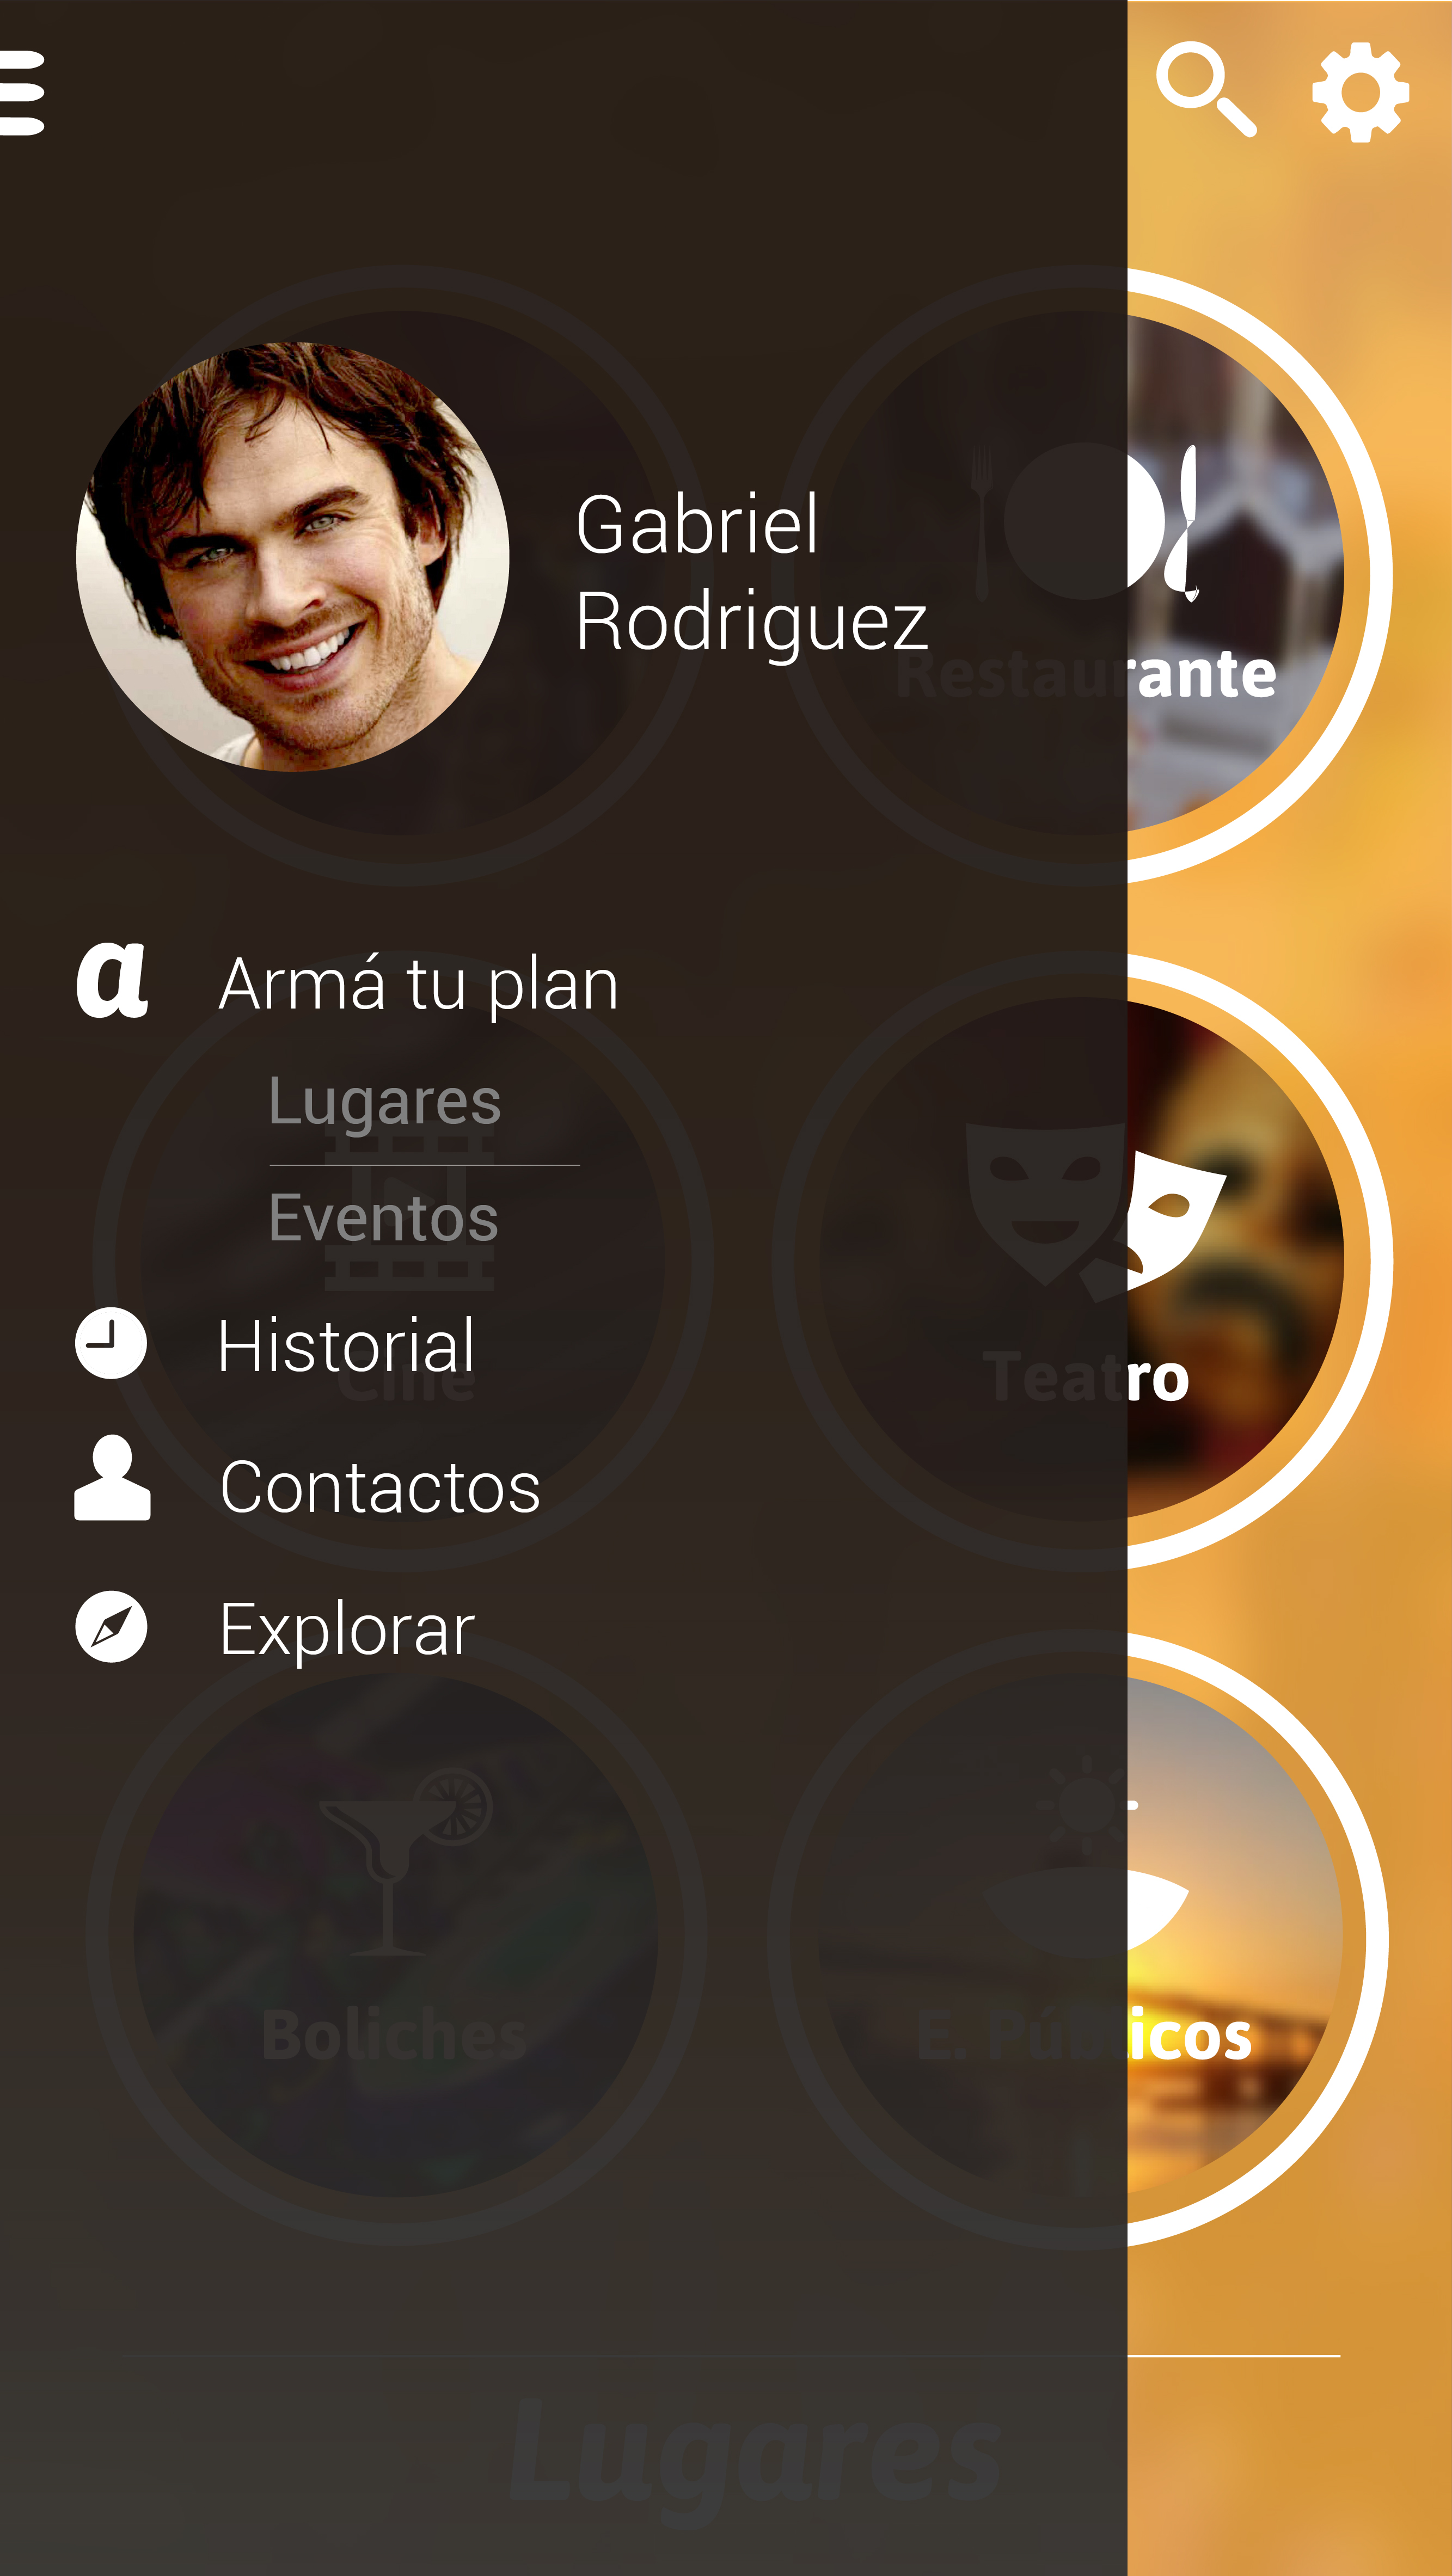 Gabriel
Rodriguez
Restaurante
a Armá tu plan
Lugares
Eventos
Historial
Cine
Teatro
Contactos
Explorar
Boliches
E. Públicos
Lugares